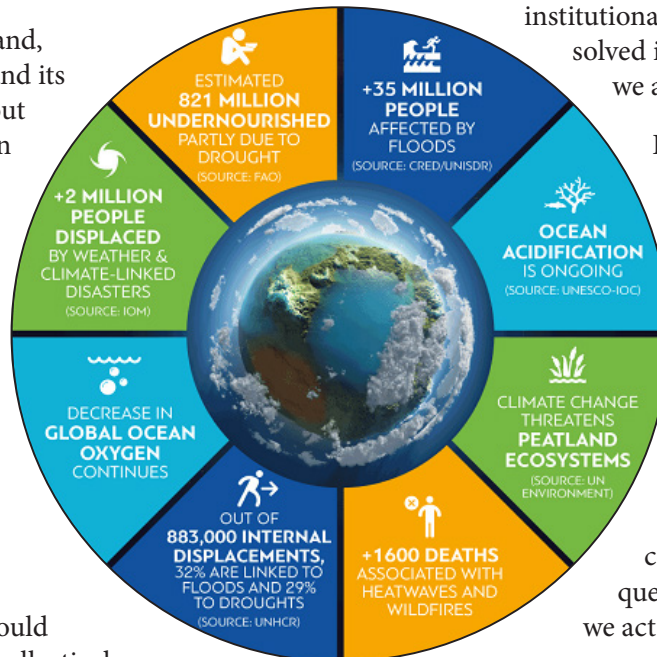 and,
nd its
out
n
institutiona
solved i
we a
ESTIMATED
821 MILLION
UNDERNOURISHED
PARTLY DUE TO
DROUGHT
(SOURCE: FAO)
+35 MILLION
PEOPLE
AFFECTED BY
FLOODS
(SOURCE: CRED/UNISDR)
OCEAN
ACIDIFICATION
IS ONGOING
(SOURCE: UNESCO-IOC)
CLIMATE CHANGE
THREATENS
PEATLAND
ECOSYSTEMS
(SOURCE: UN
ENVIRONMENT)
+1600 DEATHS
ASSOCIATED WITH
HEATWAVES AND
WILDFIRES
OUT OF
883,000 INTERNAL
DISPLACEMENTS,
32% ARE LINKED TO
FLOODS AND 29%
TO DROUGHTS
(SOURCE: UNHCR)
DECREASE IN
GLOBAL OCEAN
OXYGEN
CONTINUES
+2 MILLION
PEOPLE
DISPLACED
BY WEATHER &
CLIMATE-LINKED
DISASTERS
(SOURCE: IOM)
ould
c
que
we act